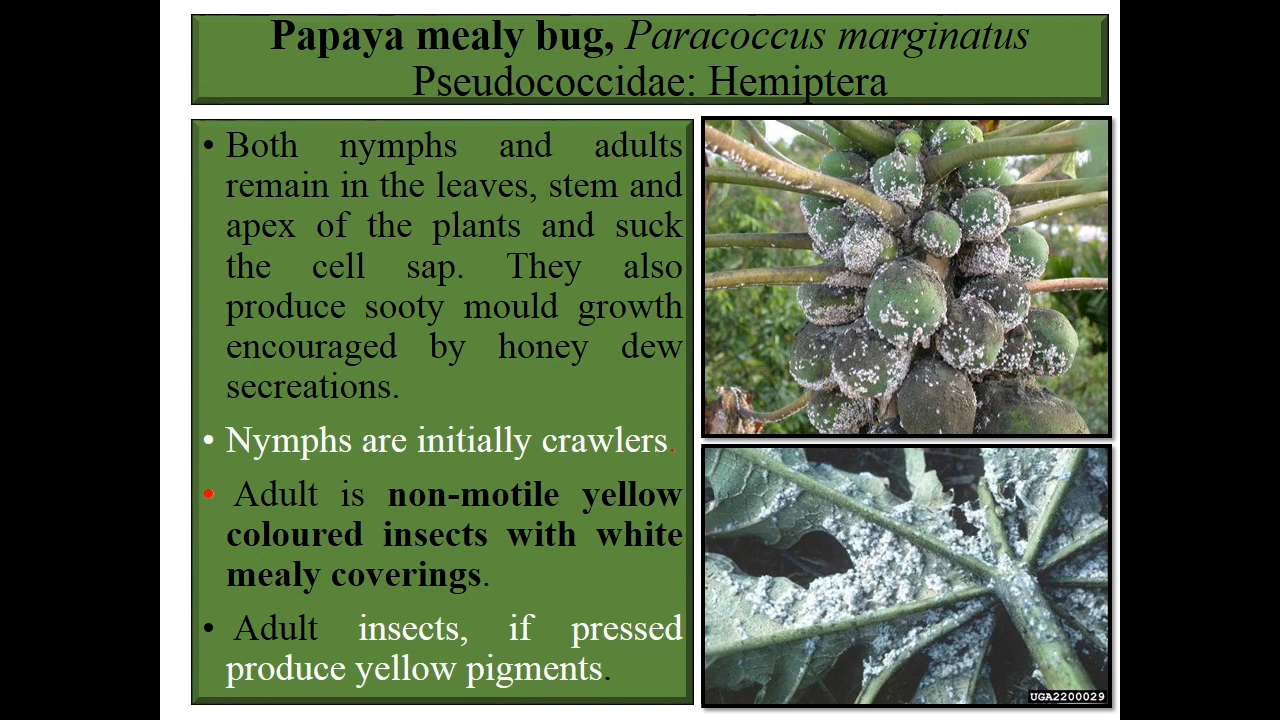 Papaya mealy bug, Paracoccus marginatus
Pseudococcidae: Hemiptera
• Both nymphs and adults
remain in the leaves, stem and
apex of the plants and suck
the cell sap. They also
produce sooty mould growth
encouraged by honey dew
secreations.
• Nymphs are initially crawlers.
• Adult is non-motile yellow
coloured insects with white
mealy coverings.
• Adult insects, if pressed
produce yellow pigments.
UGA2200029